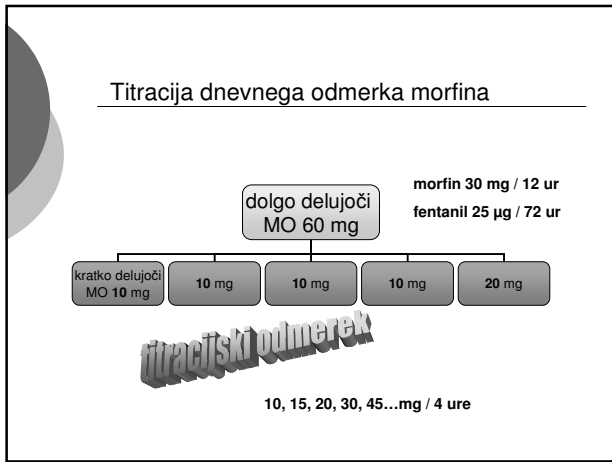 Titracija dnevnega odmerka morfina
morfin 30 mg / 12 ur
fentanil 25 µg / 72 ur
dolgo delujoči
MO 60 mg
kratko delujoči
MO 10 mg
10 mg
10 mg
10 mg
20 mg
titracijski odmerek
10, 15, 20, 30, 45...mg / 4 ure